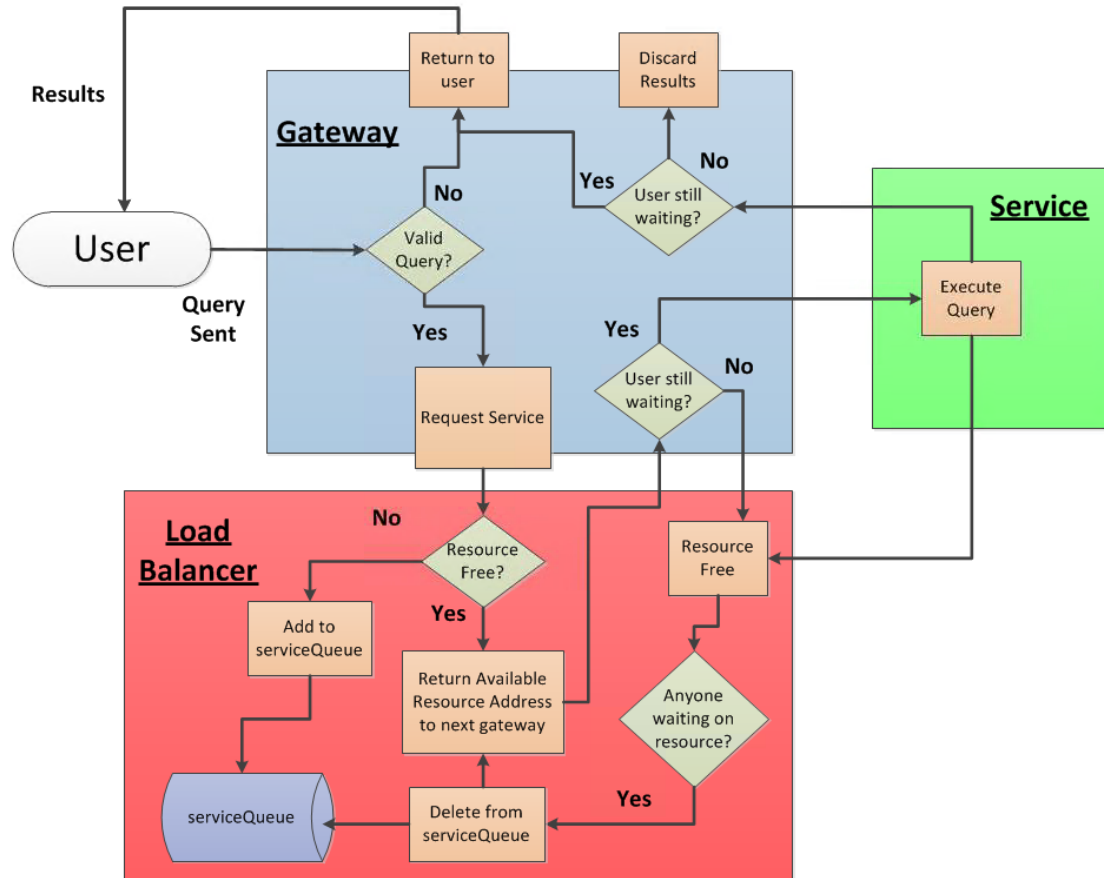 Return to
user
Discard
Results
Results
Gateway
No
Yes
No
User still
waiting?
Service
User
Valid
Query?
Query
Sent
Execute
Query
Yes
Yes
No
User still
waiting?
Request Service
No
Load
Balancer
Resource
Free?
Resource
Free
Yes
Add to
serviceQueue
Return Available
Resource Address
to next gateway
Anyone
waiting on
resource?
serviceQueue
Delete from
serviceQueue
Yes